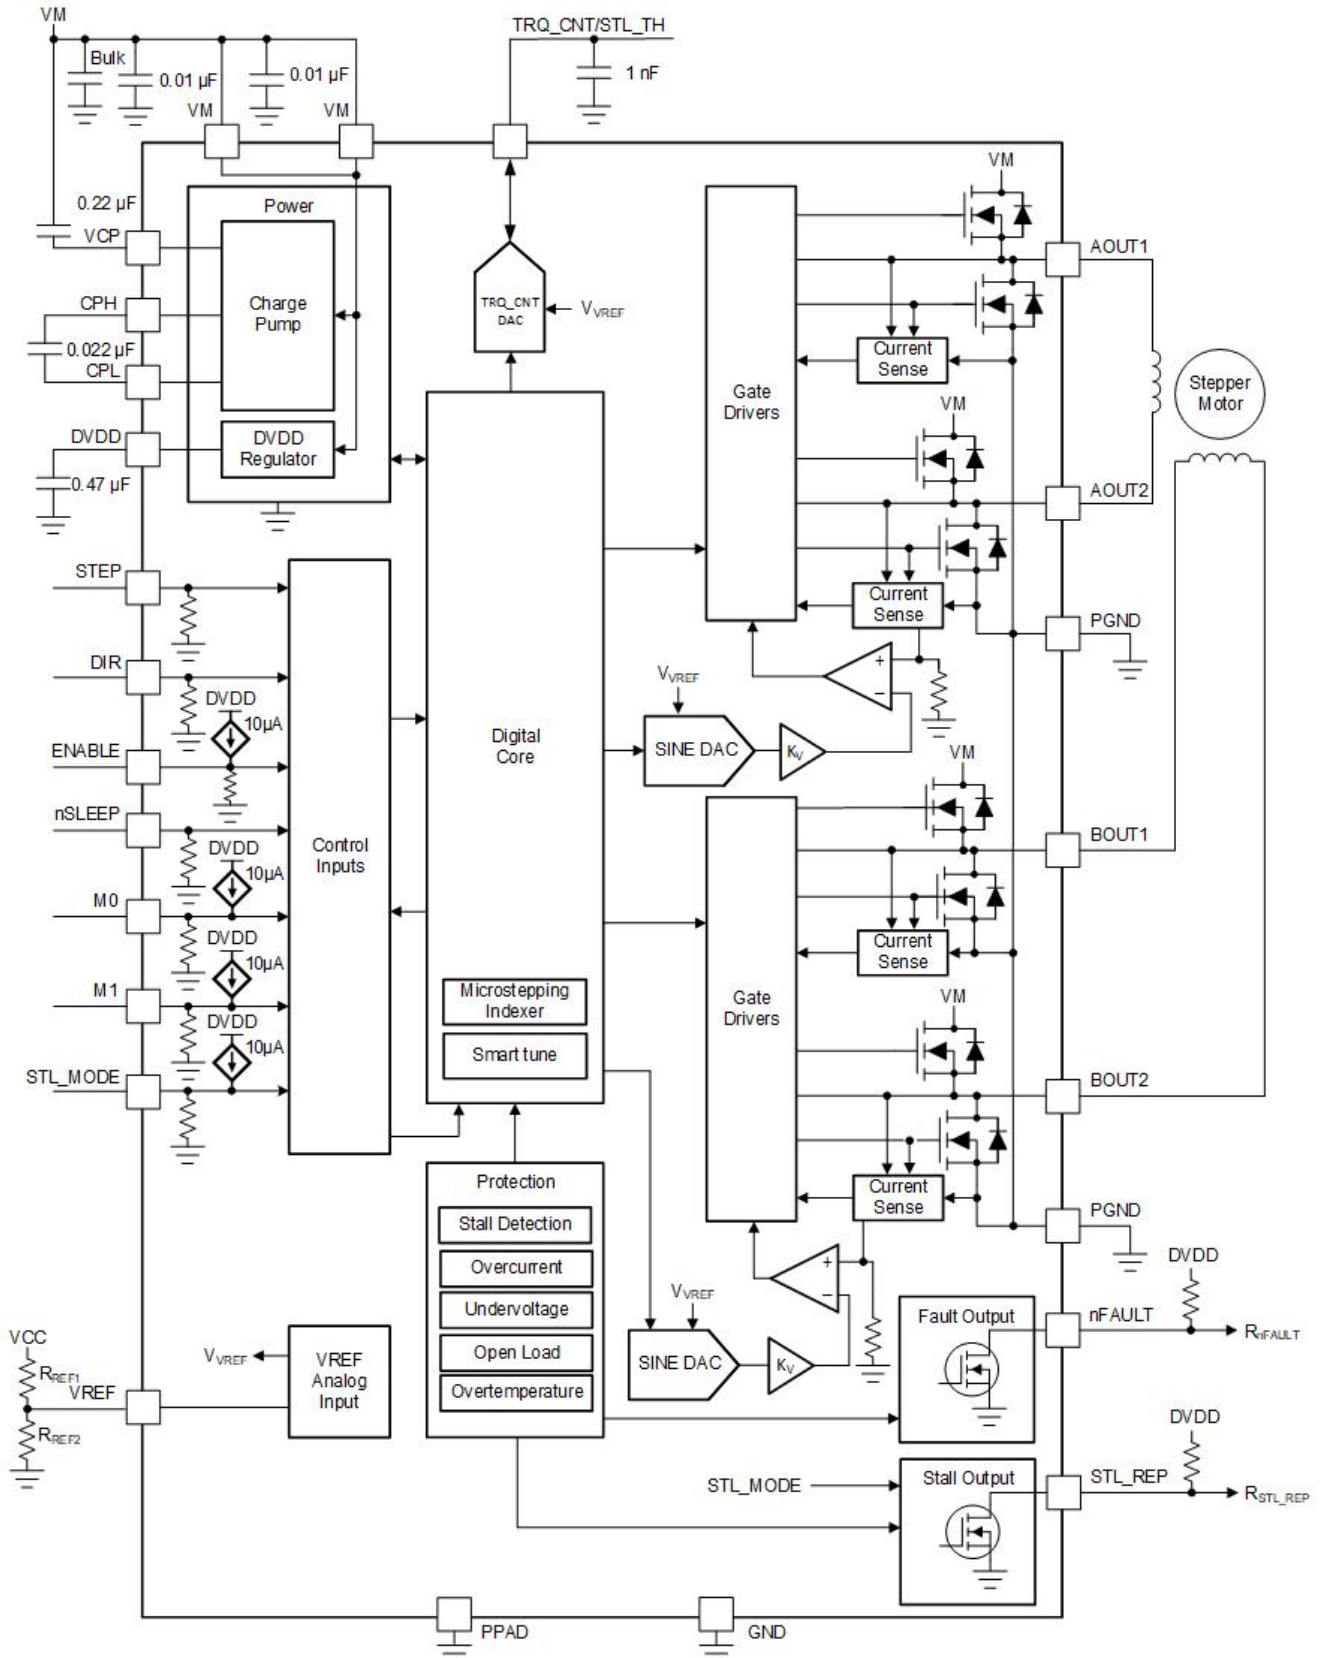 VM
TRQ_CNT/STL_TH
Bulk
0.01 µF
0.01 µF
1 nF
VM
VM
VM
0.22 µF
Power
VCP
AOUT1
CPH
Charge
Pump
TRQ_CNT
DAC
VVREF
0.022 µF
CPL
Current
Sense
Gate
Drivers
Stepper
Motor
VM
DVDD
DVDD
Regulator
0.47 µF
AOUT2
STEP
Current
Sense
PGND
DIR
VVREF
DVDD
10µA
+
−
ENABLE
Digital
Core
SINE DAC
KV
VM
nSLEEP
BOUT1
DVDD
10µA
Control
Inputs
M0
DVDD
10µA
Current
Sense
M1
Microstepping
Indexer
Gate
Drivers
VM
DVDD
10µA
Smart tune
STL_MODE
BOUT2
Protection
Current
Sense
Stall Detection
PGND
Overcurrent
+
−
DVDD
VVREF
Undervoltage
Fault Output
nFAULT
RnFAULT
VCC
VVREF
VREF
Analog
Input
Open Load
SINE DAC
KV
RREF1
VREF
Overtemperature
RREF2
DVDD
STL_MODE
Stall Output
STL_REP
RSTL_REP
PPAD
GND